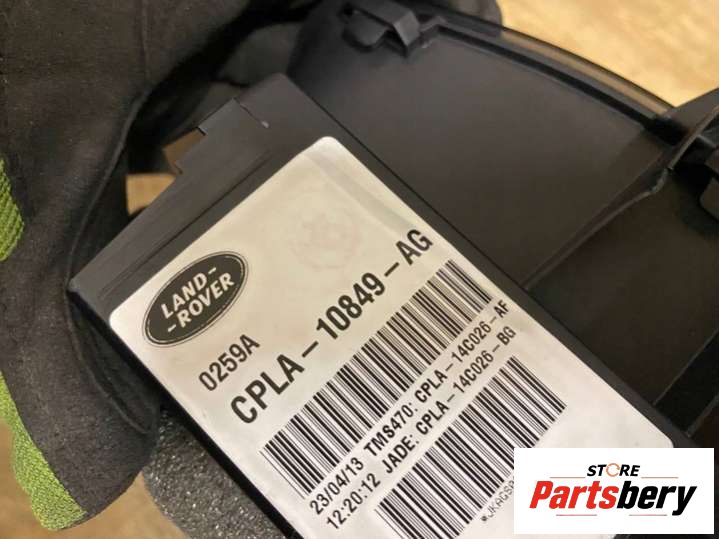 LAND-
-ROVER
0259A
CPLA-10849-AG
23/04/13 TMS470: CPLA-14C026-AF
12:20:12 JADE: CPLA-14C026-BG
STORE
Partsbery